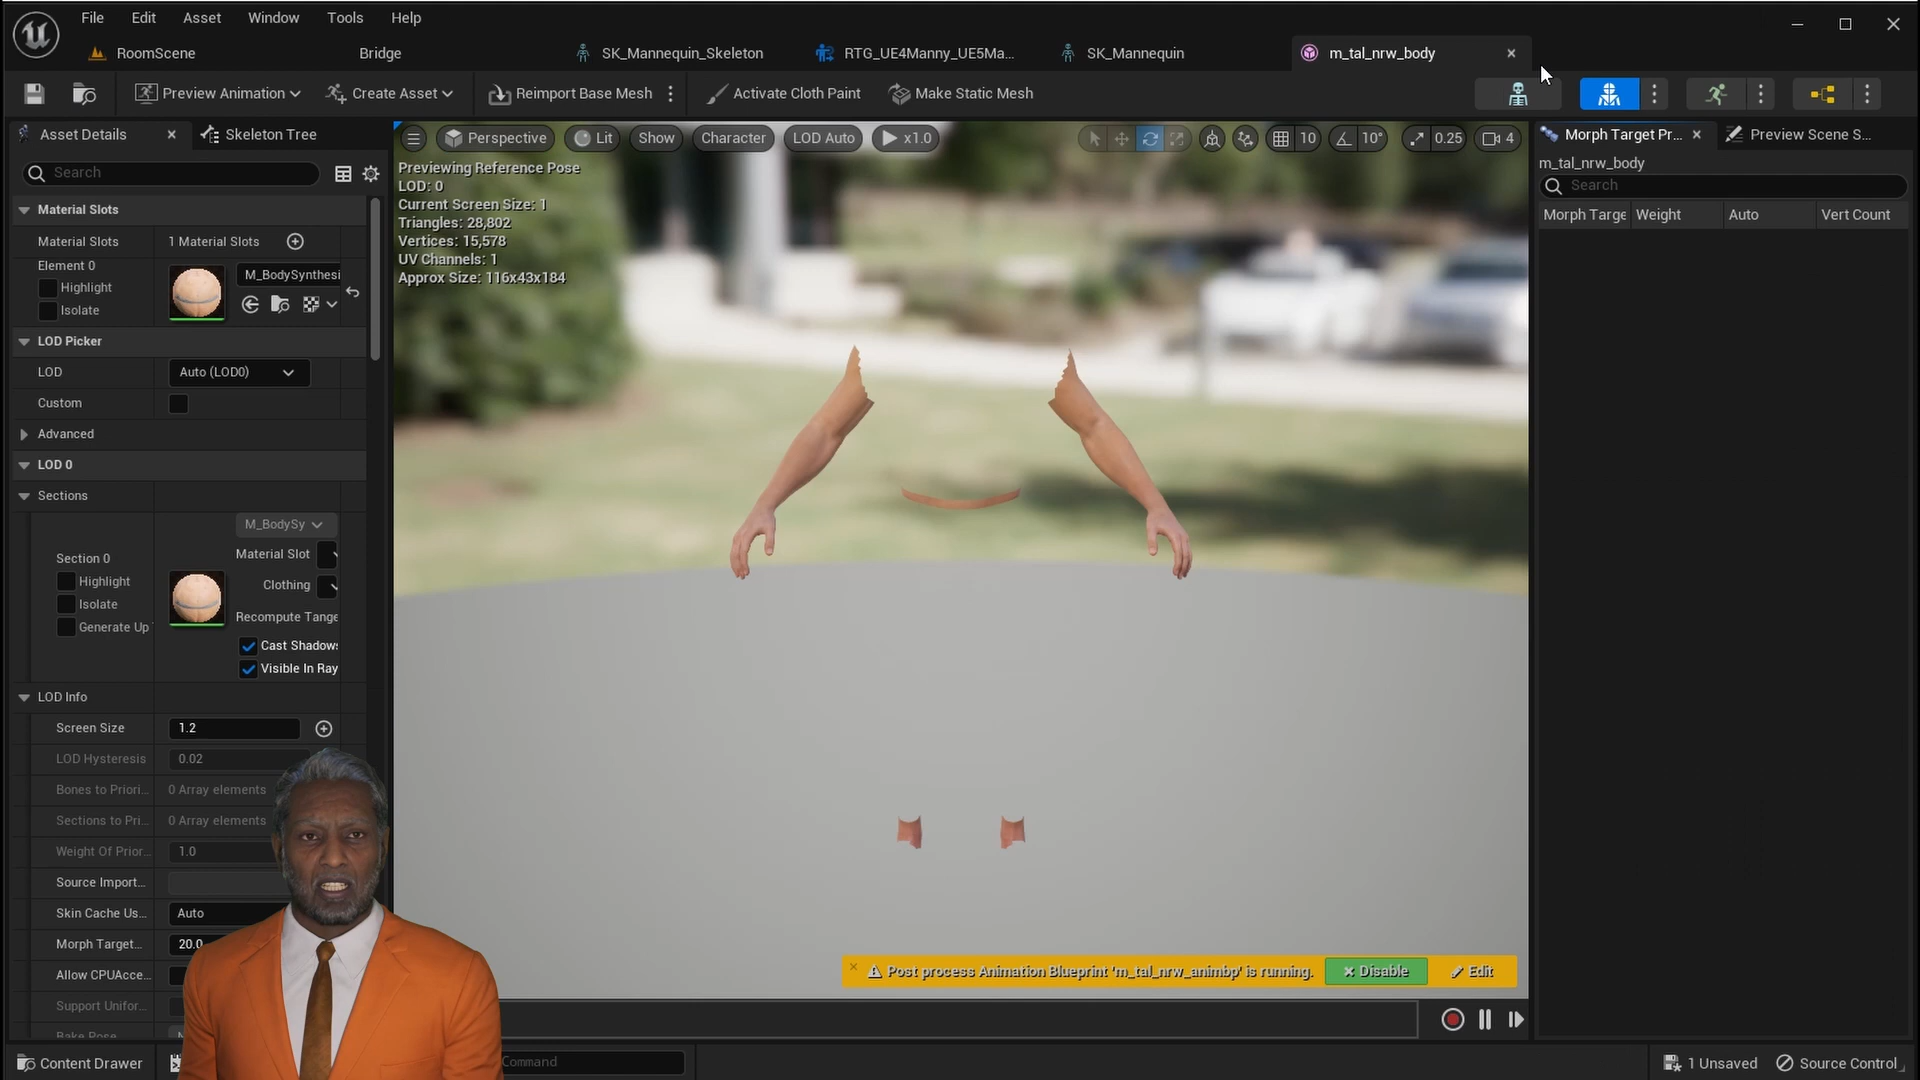 File Edit Asset Window Tools Help
RoomScene Bridge SK_Mannequin_Skeleton RTG_UE4Manny_UE5Ma... SK_Mannequin m_tal_nrw_body
Preview Animation Create Asset Reimport Base Mesh Activate Cloth Paint Make Static Mesh
Asset Details Skeleton Tree
Search
Material Slots
Material Slots 1 Material Slots
Element 0
Highlight
Isolate
M_BodySynthesi
LOD Picker
LOD Auto (LOD0)
Custom
Advanced
LOD 0
Sections
M_BodySy
Section 0
Highlight
Isolate
Generate Up
Material Slot
Clothing
Recompute Tange
Cast Shadows
Visible In Ray
LOD Info
Screen Size 1.2
LOD Hysteresis 0.02
Bones to Priori... 0 Array elements
Sections to Pri... 0 Array elements
Weight Of Prior... 1.0
Source Import...
Skin Cache Us... Auto
Morph Target... 20.0
Allow CPUAcce...
Support Unifor...
Bake Pose
Perspective Lit Show Character LOD Auto x1.0 10 10° 0.25 4
Previewing Reference Pose
LOD: 0
Current Screen Size: 1
Triangles: 28,802
Vertices: 15,578
UV Channels: 1
Approx Size: 116x43x184
Post process Animation Blueprint 'm_tal_nrw_animbp' is running. Disable Edit
Morph Target Pr... Preview Scene S...
m_tal_nrw_body
Search
Morph Targe Weight Auto Vert Count
Content Drawer Command 1 Unsaved Source Control